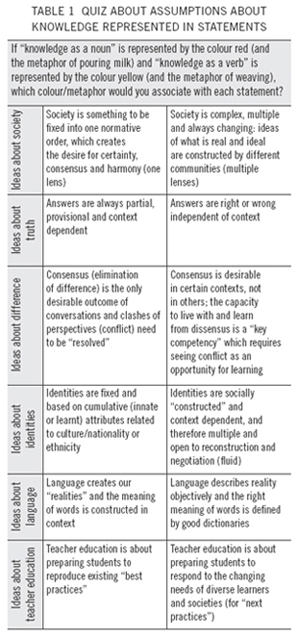 TABLE 1 QUIZ ABOUT ASSUMPTIONS ABOUT
KNOWLEDGE REPRESENTED IN STATEMENTS
If “knowledge as a noun” is represented by the colour red (and
the metaphor of pouring milk) and “knowledge as a verb” is
represented by the colour yellow (and the metaphor of weaving),
which colour/metaphor would you associate with each statement?
Ideas about society
Society is something to be
fixed into one normative
order, which creates
the desire for certainty,
consensus and harmony (one
lens)
Society is complex, multiple
and always changing: ideas
of what is real and ideal
are constructed by different
communities (multiple
lenses)
Ideas about
truth
Answers are always partial,
provisional and context
dependent
Answers are right or wrong
independent of context
Ideas about difference
Consensus (elimination
of difference) is the only
desirable outcome of
conversations and clashes of
perspectives (conflict) need
to be “resolved”
Consensus is desirable
in certain contexts, not
in others; the capacity
to live with and learn
from dissensus is a “key
competency” which requires
seeing conflict as an
opportunity for learning
Ideas about
identities
Identities are fixed and
based on cumulative (innate
or learnt) attributes related
to culture/nationality or
ethnicity
Identities are socially
“constructed” and
context dependent, and
therefore multiple and
open to reconstruction and
negotiation (fluid)
Ideas about
language
Language creates our
“realities” and the meaning
of words is constructed in
context
Language describes reality
objectively and the right
meaning of words is defined
by good dictionaries
Ideas about
teacher education
Teacher education is about
preparing students to
reproduce existing “best
practices”
Teacher education is about
preparing students to
respond to the changing
needs of diverse learners
and societies (for “next
practices”)